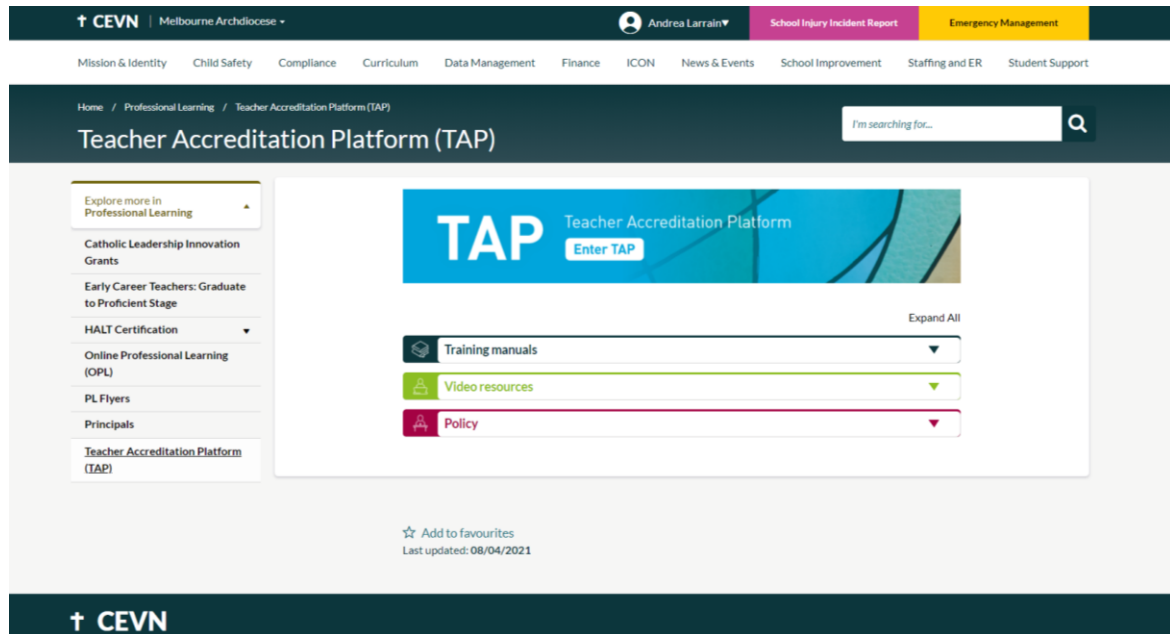 ✝ CEVN | Melbourne Archdiocese
Andrea Larrain
School Injury Incident Report
Emergency Management
Mission & Identity Child Safety Compliance Curriculum Data Management Finance ICON News & Events School Improvement Staffing and ER Student Support
Home / Professional Learning / Teacher Accreditation Platform (TAP)
Teacher Accreditation Platform (TAP)
I'm searching for...
Explore more in
Professional Learning
Catholic Leadership Innovation
Grants
Early Career Teachers: Graduate
to Proficient Stage
HALT Certification
Online Professional Learning
(OPL)
PL Flyers
Principals
Teacher Accreditation Platform
(TAP)
TAP
Teacher Accreditation Platform
Enter TAP
Expand All
Training manuals
Video resources
Policy
Add to favourites
Last updated: 08/04/2021
✝ CEVN